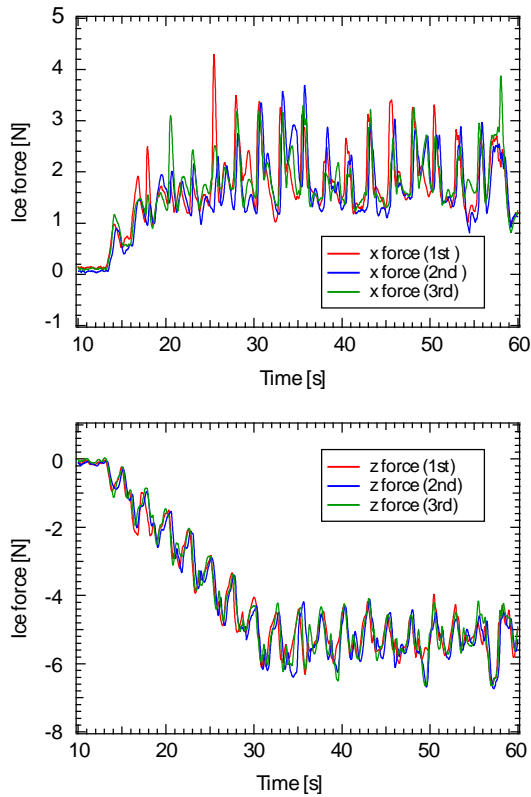 5
4
3
2
1
0
-1
Ice force [N]
x force (1st )
x force (2nd )
x force (3rd)
10 20 30 40 50 60
Time [s]
0
-2
-4
-6
-8
Ice force [N]
z force (1st)
z force (2nd)
z force (3rd)
10 20 30 40 50 60
Time [s]